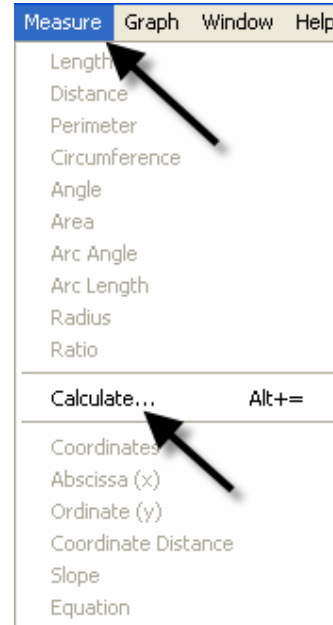 Measure Graph Window Help
Length
Distance
Perimeter
Circumference
Angle
Area
Arc Angle
Arc Length
Radius
Ratio
Calculate... Alt+=
Coordinates
Abscissa (x)
Ordinate (y)
Coordinate Distance
Slope
Equation